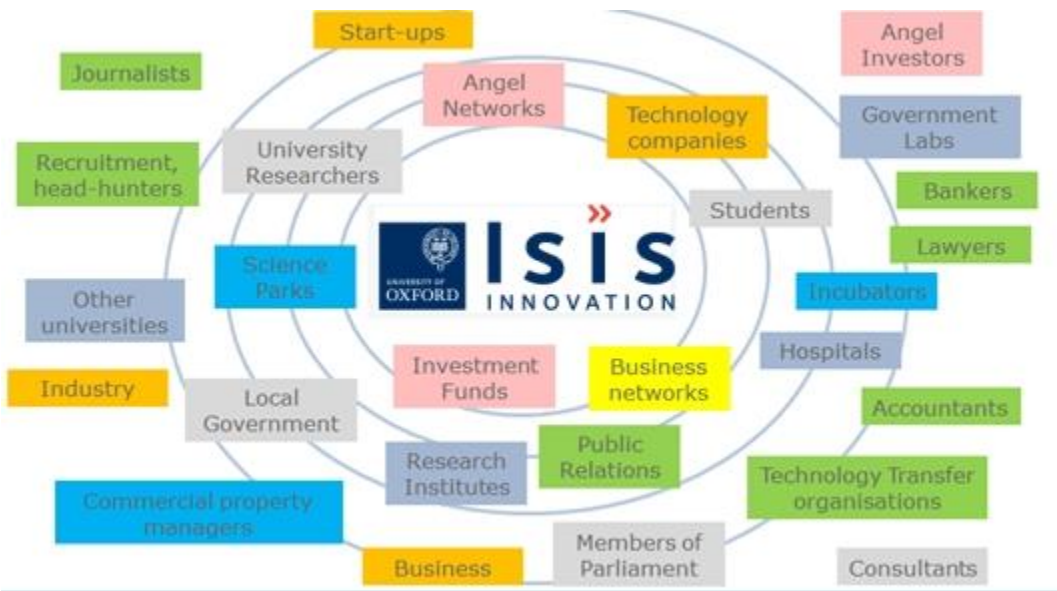 Start-ups
Angel
Investors
Journalists
Angel
Networks
Technology
companies
Government
Labs
University
Researchers
Recruitment,
head-hunters
Bankers
Students
Lawyers
Science
Parks
UNIVERSITY OF
OXFORD
Isis
INNOVATION
Incubators
Other
universities
Hospitals
Investment
Funds
Business
networks
Industry
Local
Government
Accountants
Public
Relations
Research
Institutes
Technology Transfer
organisations
Commercial property
managers
Members of
Parliament
Business
Consultants